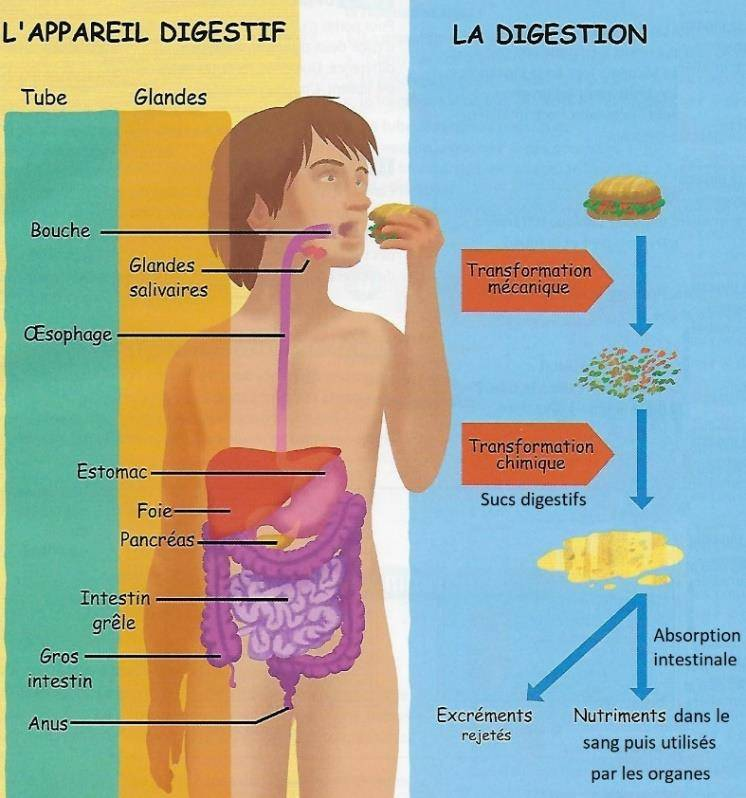 L'APPAREIL DIGESTIF
Tube
Glandes
Bouche
Glandes
salivaires
Œsophage
Estomac
Foie
Pancréas
Intestin
grêle
Gros
intestin
Anus
LA DIGESTION
Transformation
mécanique
Transformation
chimique
Sucs digestifs
Absorption
intestinale
Excréments
rejetés
Nutriments dans le
sang puis utilisés
par les organes